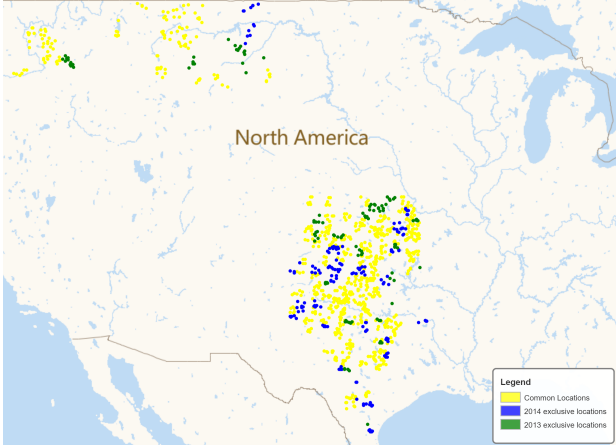 North America
Legend
Common Locations
2014 exclusive locations
2013 exclusive locations